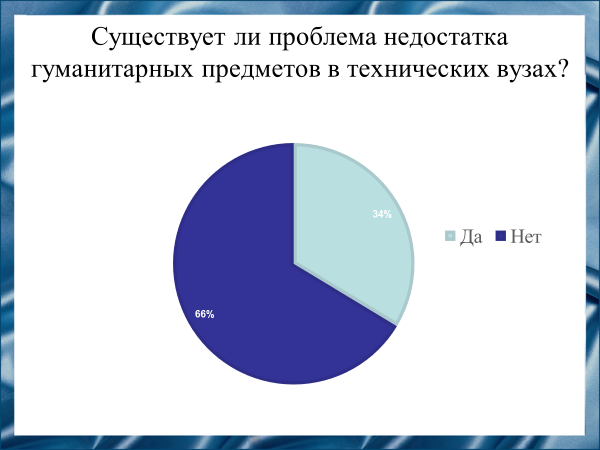 Существует ли проблема недостатка
гуманитарных предметов в технических вузах?
34%
Да Нет
66%